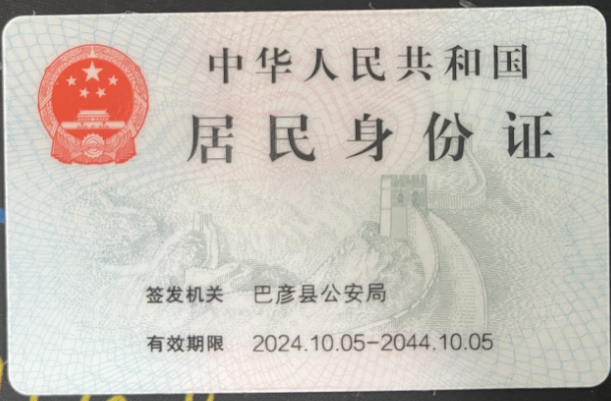 中华人民共和国
居民身份证
签发机关 巴彦县公安局
有效期限 2024.10.05-2044.10.05